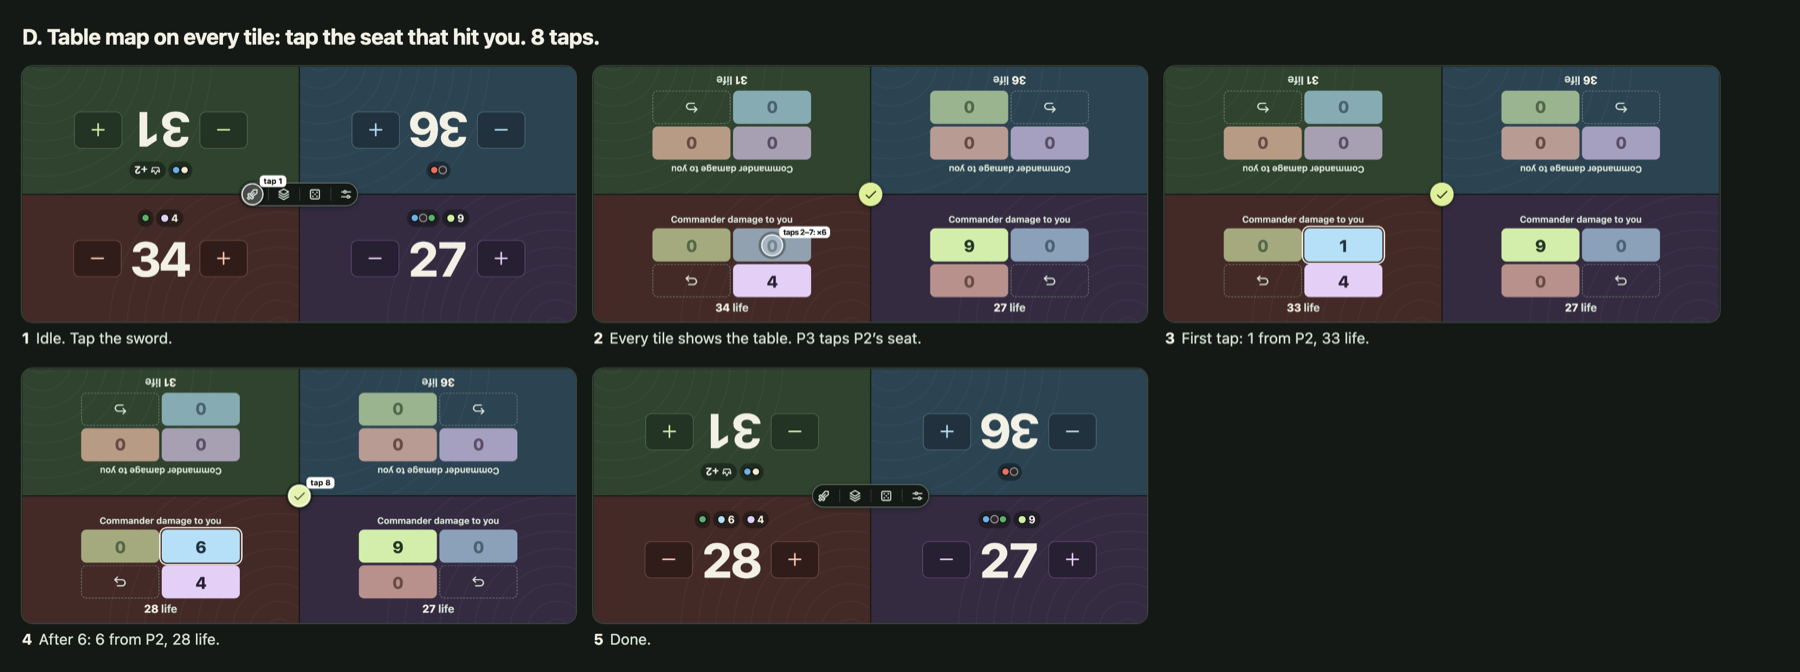 D. Table map on every tile: tap the seat that hit you. 8 taps.
+ 31 −
+2
+ 36 −
tap 1
4
9
− 34 +
− 27 +
1 Idle. Tap the sword.
31 life
0
0 0
Commander damage to you
36 life
0
0 0
Commander damage to you
Commander damage to you
taps 2–7: ×6
0 0
4
34 life
Commander damage to you
9 0
0
27 life
2 Every tile shows the table. P3 taps P2's seat.
31 life
0
0 0
Commander damage to you
36 life
0
0 0
Commander damage to you
Commander damage to you
0 1
4
33 life
Commander damage to you
9 0
0
27 life
3 First tap: 1 from P2, 33 life.
31 life
0
0 0
Commander damage to you
36 life
0
0 0
Commander damage to you
tap 8
Commander damage to you
0 6
4
28 life
Commander damage to you
9 0
0
27 life
4 After 6: 6 from P2, 28 life.
+ 31 −
+2
+ 36 −
6 4
9
− 28 +
− 27 +
5 Done.